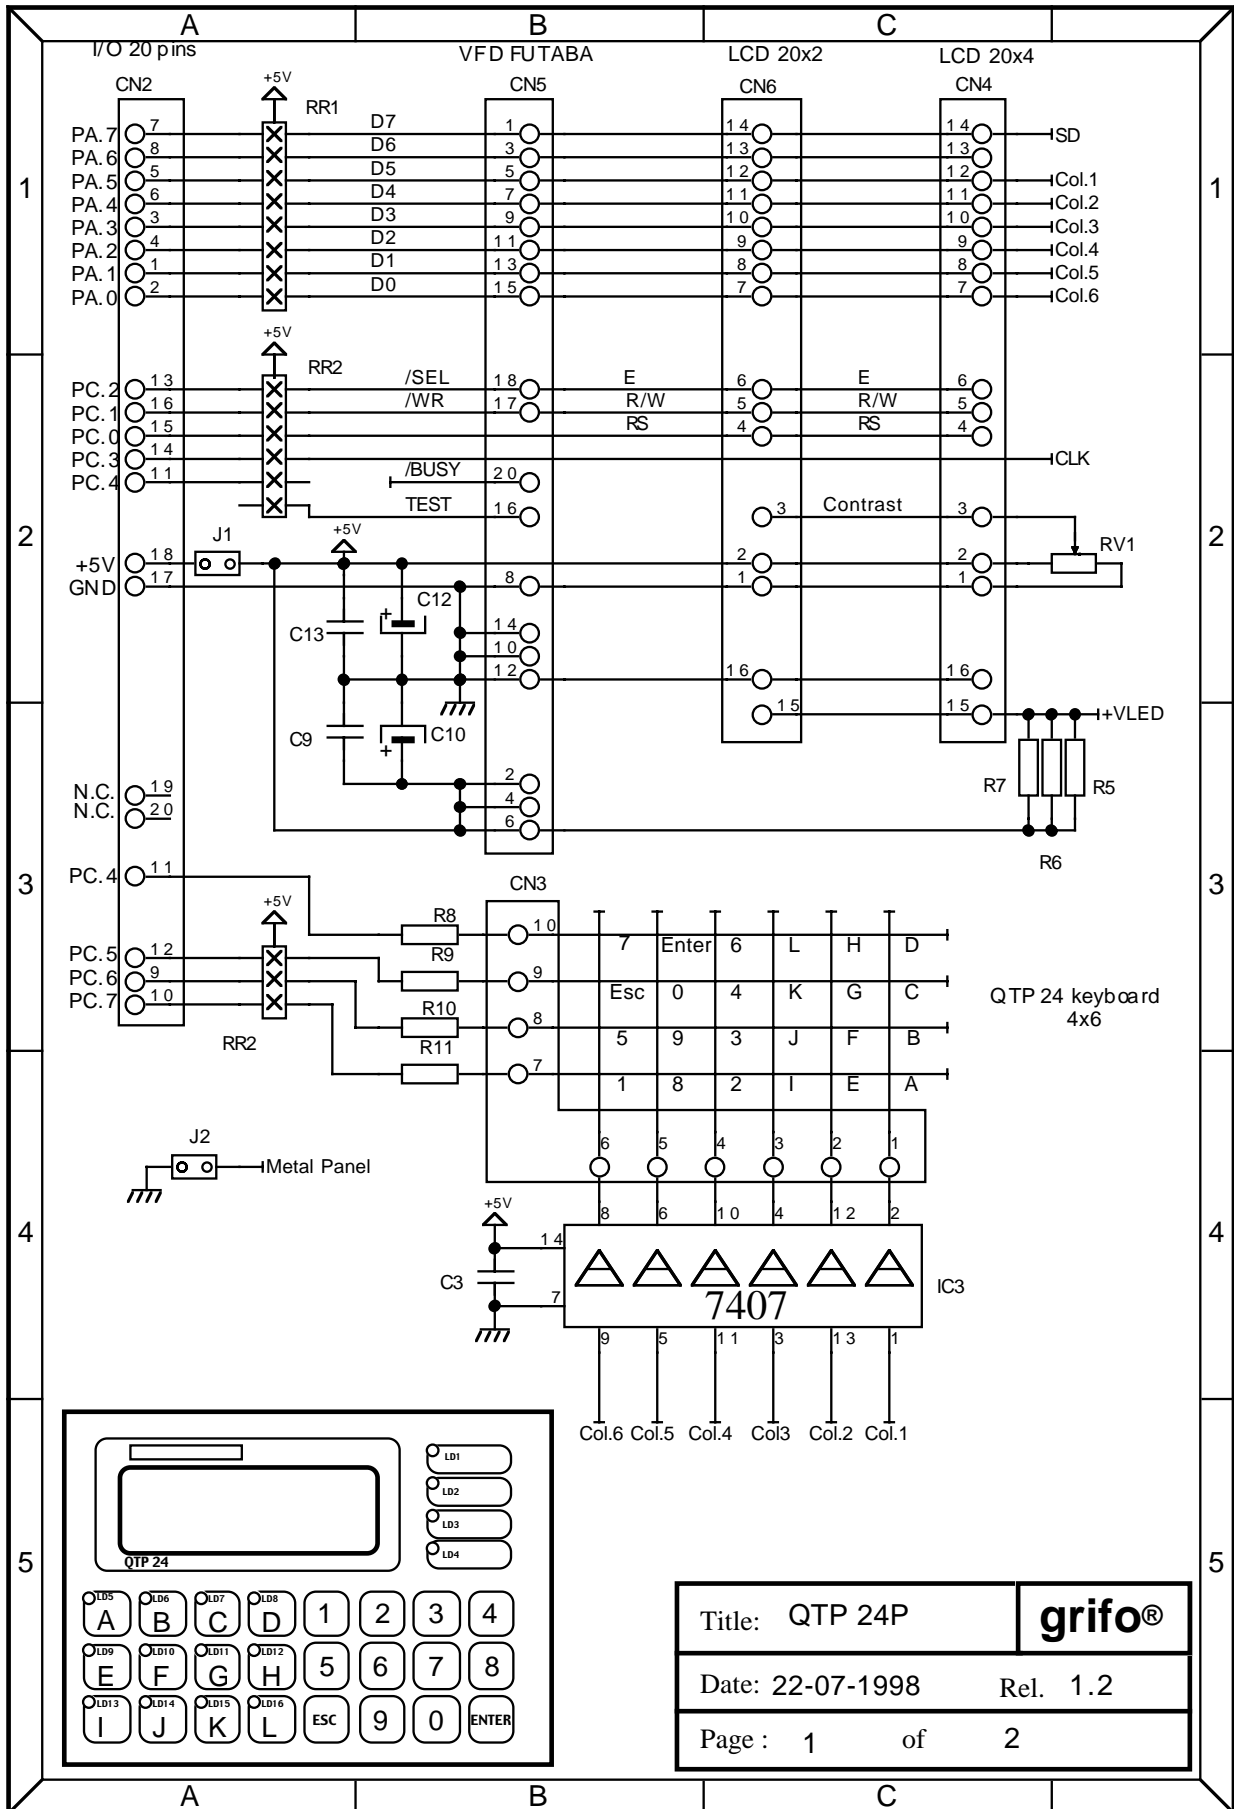 A B C
I/O 20 pins VFD FUTABA LCD 20x2 LCD 20x4
CN2 +5V RR1 CN5 CN6 CN4
PA.7 7 D7 1 14 14 SD
PA.6 8 D6 3 13 13
PA.5 5 D5 5 12 12 Col.1
PA.4 6 D4 7 11 11 Col.2
1 1
PA.3 3 D3 9 10 10 Col.3
PA.2 4 D2 11 9 9 Col.4
PA.1 1 D1 13 8 8 Col.5
PA.0 2 D0 15 7 7 Col.6
+5V RR2
PC.2 13 /SEL 18 E 6 E 6
PC.1 16 /WR 17 R/W 5 R/W 5
PC.0 15 RS 4 RS 4
PC.3 14 CLK
PC.4 11 /BUSY 20
TEST 16 3 Contrast 3
2 J1 +5V RV1 2
+5V 18 2 2
GND 17 8 1 1
C13 + C12 14
10
12 16 16
15 15 +VLED
C9 + C10
2 R7 R5
N.C. 19
N.C. 20 4
6
R6
3 PC.4 11 CN3 3
+5V R8 10
7 Enter 6 L H D
PC.5 12 R9
PC.6 9 9
Esc 0 4 K G C
PC.7 10 R10 8
QTP 24 keyboard
4x6
RR2 R11
5 9 3 J F B
7
1 8 2 I E A
J2 6 5 4 3 2 1
Metal Panel
+5V 8 6 10 4 12 2
4 14 4
C3 IC3
7 7407
9 5 11 3 13 1
Col.6 Col.5 Col.4 Col3 Col.2 Col.1
LD1
LD2
LD3
LD4
QTP 24
5 5
LD5 LD6 LD7 LD8
A B C D 1 2 3 4
LD9 LD10 LD11 LD12
E F G H 5 6 7 8
LD13 LD14 LD15 LD16
I J K L ESC 9 0 ENTER
Title: QTP 24P grifo®
Date: 22-07-1998 Rel. 1.2
Page : 1 of 2
A B C